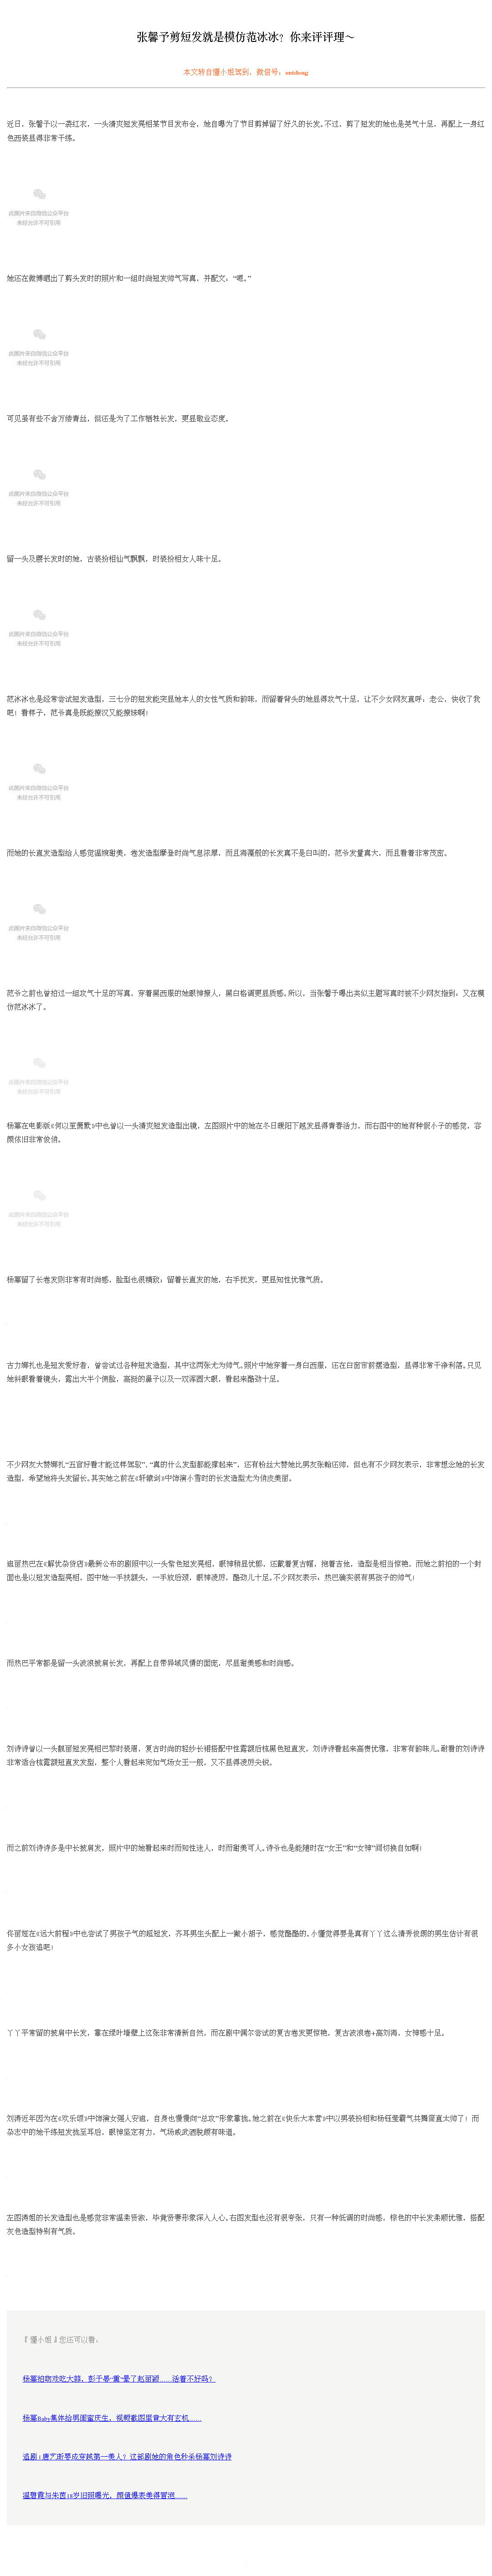 张馨予剪短发就是模仿范冰冰？你来评评理～
本文转自懂小姐驾到，微信号：entdong
近日，张馨予以一袭红衣，一头清爽短发亮相某节目发布会，她自曝为了节目剪掉留了好久的长发。不过，剪了短发的她也是英气十足，再配上一身红
色西装显得非常干练。
此图片来自微信公众平台
未经允许不可引用
她还在微博晒出了剪头发时的照片和一组时尚短发帅气写真，并配文：“嗯。”
此图片来自微信公众平台
未经允许不可引用
可见虽有些不舍万缕青丝，但还是为了工作牺牲长发，更显敬业态度。
此图片来自微信公众平台
未经允许不可引用
留一头及腰长发时的她，古装扮相仙气飘飘，时装扮相女人味十足。
此图片来自微信公众平台
未经允许不可引用
范冰冰也是经常尝试短发造型，三七分的短发能突显她本人的女性气质和韵味，而留着背头的她显得攻气十足，让不少女网友直呼：老公，快收了我
吧！看样子，范爷真是既能撩汉又能撩妹啊！
此图片来自微信公众平台
未经允许不可引用
而她的长直发造型给人感觉温婉甜美，卷发造型摩登时尚气息浓厚，而且海藻般的长发真不是白叫的，范爷发量真大，而且看着非常茂密。
此图片来自微信公众平台
未经允许不可引用
范爷之前也曾拍过一组攻气十足的写真，穿着黑西服的她眼神撩人，黑白格调更显质感。所以，当张馨予曝出类似主题写真时被不少网友指到：又在模
仿范冰冰了。
此图片来自微信公众平台
未经允许不可引用
杨幂在电影版《何以笙箫默》中也曾以一头清爽短发造型出镜，左图照片中的她在冬日暖阳下越发显得青春活力，而右图中的她有种假小子的感觉，容
颜依旧非常俊俏。
此图片来自微信公众平台
未经允许不可引用
杨幂留了长卷发则非常有时尚感，脸型也很精致；留着长直发的她，右手抚发，更显知性优雅气质。
古力娜扎也是短发爱好者，曾尝试过各种短发造型，其中这两张尤为帅气。照片中她穿着一身白西服，还在白窗帘前摆造型，显得非常干净利落。只见
她斜眼看着镜头，露出大半个侧脸，高挺的鼻子以及一双浑圆大眼，看起来酷劲十足。
不少网友大赞娜扎“五官好看才能这样驾驭”，“真的什么发型都能撑起来”，还有粉丝大赞她比男友张翰还帅，但也有不少网友表示，非常想念她的长发
造型，希望她将头发留长。其实她之前在《轩辕剑》中饰演小雪时的长发造型尤为俏皮美丽。
迪丽热巴在《解忧杂货店》最新公布的剧照中以一头紫色短发亮相，眼神稍显忧郁，还戴着复古帽，抱着吉他，造型是相当惊艳。而她之前拍的一个封
面也是以短发造型亮相，图中她一手扶额头，一手放后颈，眼神凌厉，酷劲儿十足。不少网友表示，热巴确实很有男孩子的帅气！
而热巴平常都是留一头波浪披肩长发，再配上自带异域风情的面庞，尽显甜美感和时尚感。
刘诗诗曾以一头靓丽短发亮相巴黎时装周，复古时尚的轻纱长裙搭配中性露额后梳黑色短直发，刘诗诗看起来高贵优雅，非常有韵味儿。耐看的刘诗诗
非常适合梳露额短直发发型，整个人看起来宛如气场女王一般，又不显得凌厉尖锐。
而之前刘诗诗多是中长披肩发，照片中的她看起来时而知性迷人，时而甜美可人。诗爷也是能随时在“女王”和“女神”间切换自如啊！
佟丽娅在《远大前程》中也尝试了男孩子气的超短发，齐耳男生头配上一撇小胡子，感觉酷酷的。小懂觉得要是真有丫丫这么清秀俊朗的男生估计有很
多小女孩追吧！
丫丫平常留的披肩中长发，靠在绿叶墙壁上这张非常清新自然，而在剧中偶尔尝试的复古卷发更惊艳，复古波浪卷+高刘海，女神感十足。
刘涛近年因为在《欢乐颂》中饰演女强人安迪，自身也慢慢向“总攻”形象靠拢。她之前在《快乐大本营》中以男装扮相和杨钰莹霸气共舞简直太帅了！而
杂志中的她干练短发拢至耳后，眼神坚定有力，气场威武洒脱颇有味道。
左图涛姐的长发造型也是感觉非常温柔贤淑，毕竟贤妻形象深入人心。右图发型也没有很夸张，只有一种低调的时尚感，棕色的中长发柔顺优雅，搭配
灰色造型特别有气质。
『懂小姐』您还可以看：
杨幂拍吻戏吃大蒜，彭于晏“熏”晕了赵丽颖……活着不好吗？
杨幂Baby集体给男闺蜜庆生，视频截图里竟大有玄机……
追剧 | 唐艺昕要成穿越第一美人？这部剧她的角色秒杀杨幂刘诗诗
温碧霞与朱茵18岁旧照曝光，颜值爆表美得冒泡……